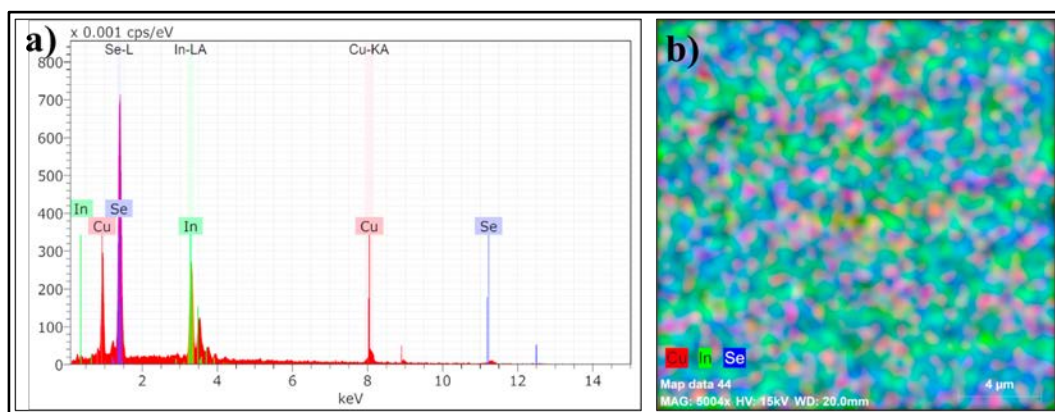 a)
x 0.001 cps/eV
Se-L In-LA Cu-KA
800
700
600
500
400
300
200
100
0
In Cu Se In Cu Se
2 4 6 8 10 12 14
keV
b)
Cu In Se
Map data 44
MAG: 5004x HV: 15kV WD: 20.0mm
4 µm